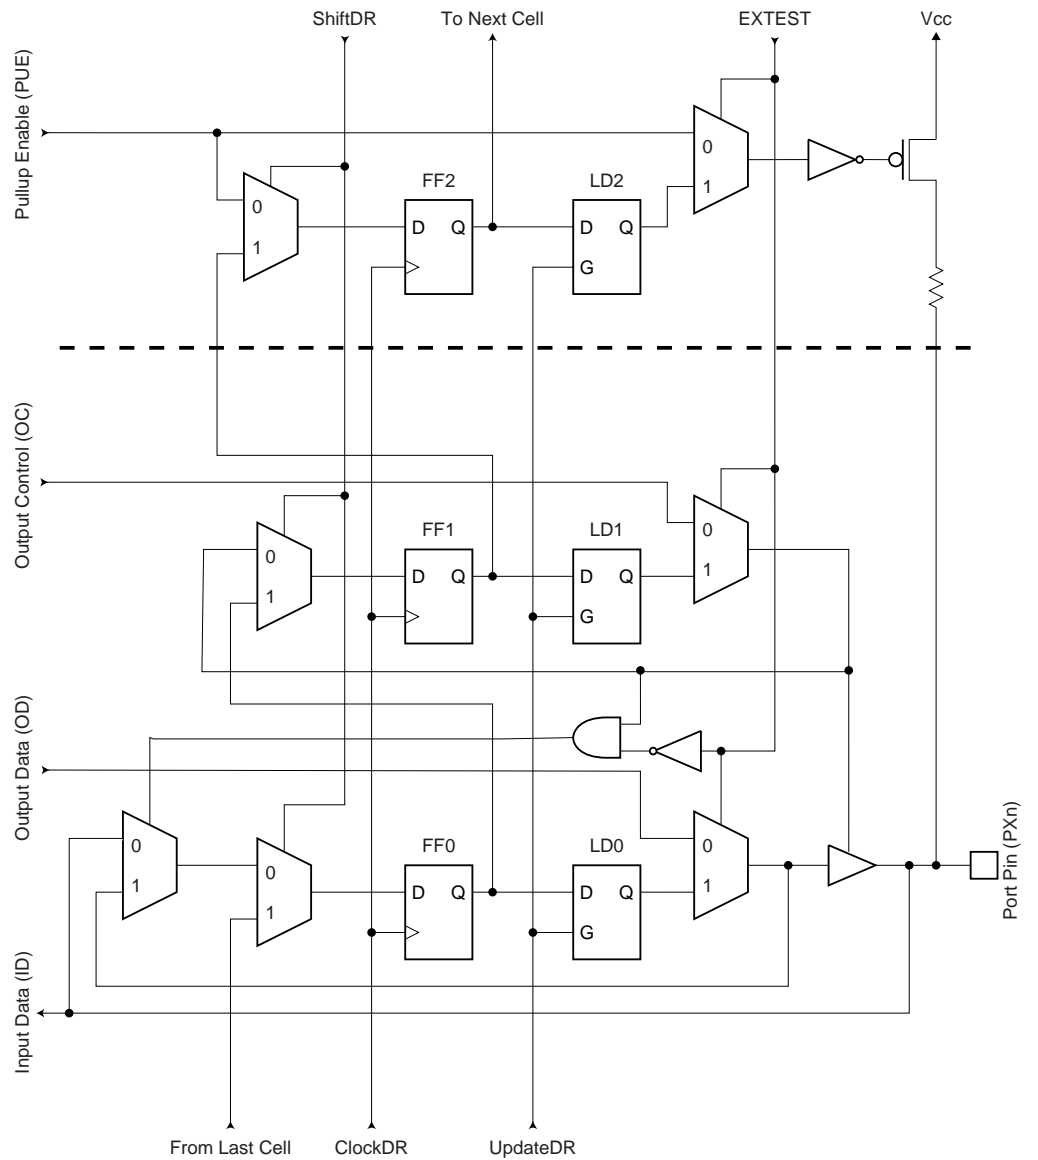 ShiftDR
To Next Cell
EXTEST
Vcc
Pullup Enable (PUE)
0
1
FF2
D
Q
LD2
D
Q
G
0
1
Output Control (OC)
0
1
FF1
D
Q
LD1
D
Q
G
0
1
Output Data (OD)
0
1
0
1
FF0
D
Q
LD0
D
Q
G
0
1
Port Pin (PXn)
Input Data (ID)
From Last Cell
ClockDR
UpdateDR